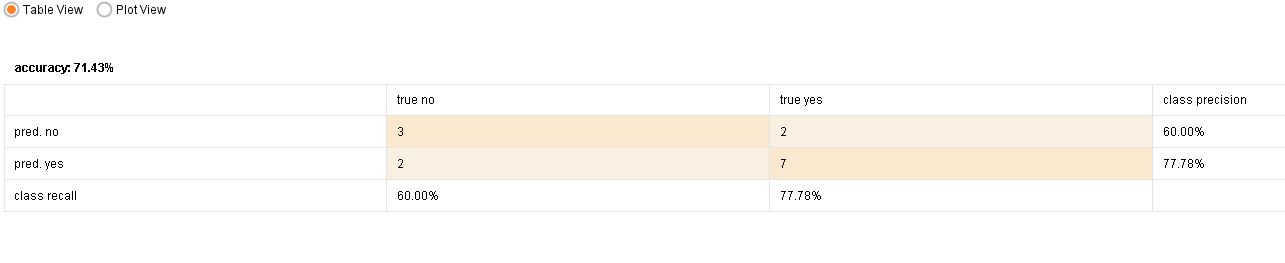 Table View Plot View
accuracy: 71.43%
true no true yes class precision
pred. no 3 2 60.00%
pred. yes 2 7 77.78%
class recall 60.00% 77.78%